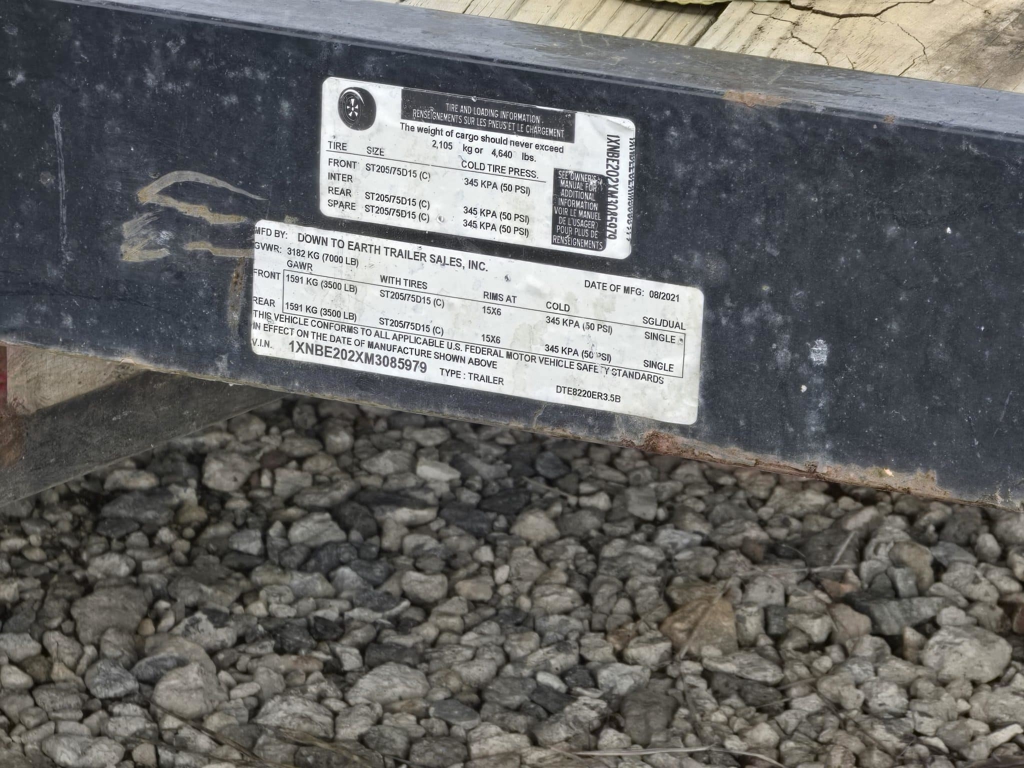 TIRE AND LOADING INFORMATION
RENSEIGNEMENTS SUR LES PNEUS ET LE CHARGEMENT
The weight of cargo should never exceed
2,105 kg or 4,640 lbs.
TIRE SIZE COLD TIRE PRESS.
FRONT ST205/75D15 (C) 345 KPA (50 PSI)
INTER
REAR ST205/75D15 (C) 345 KPA (50 PSI)
SPARE ST205/75D15 (C) 345 KPA (50 PSI)
SEE OWNER'S
MANUAL FOR
ADDITIONAL
INFORMATION
VOIR LE MANUEL
DE L'USAGER
POUR PLUS DE
RENSEIGNEMENTS
MFD BY: DOWN TO EARTH TRAILER SALES, INC. DATE OF MFG: 08/2021
GVWR: 3182 KG (7000 LB)
GAWR WITH TIRES RIMS AT COLD SGL/DUAL
FRONT 1591 KG (3500 LB) ST205/75D15 (C) 15X6 345 KPA (50 PSI) SINGLE
REAR 1591 KG (3500 LB) ST205/75D15 (C) 15X6 345 KPA (50 PSI) SINGLE
THIS VEHICLE CONFORMS TO ALL APPLICABLE U.S. FEDERAL MOTOR VEHICLE SAFETY STANDARDS
IN EFFECT ON THE DATE OF MANUFACTURE SHOWN ABOVE
V.I.N. 1XNBE202XM3085979 TYPE: TRAILER DTE8220ER3.5B